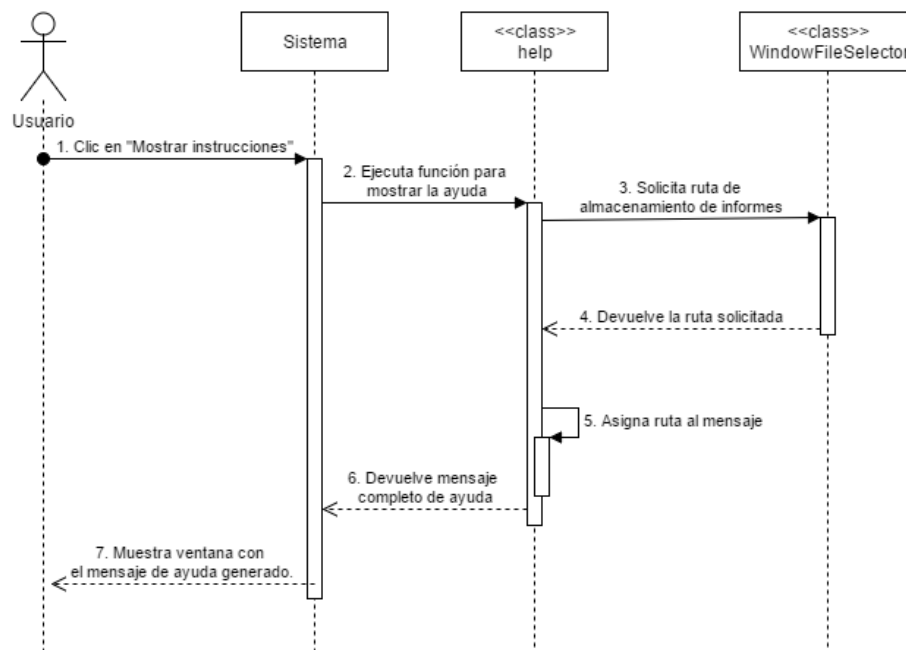 Sistema
<<class>>
help
<<class>>
WindowFileSelector
Usuario
1. Clic en "Mostrar instrucciones"
2. Ejecuta función para
mostrar la ayuda
3. Solicita ruta de
almacenamiento de informes
4. Devuelve la ruta solicitada
5. Asigna ruta al mensaje
6. Devuelve mensaje
completo de ayuda
7. Muestra ventana con
el mensaje de ayuda generado.